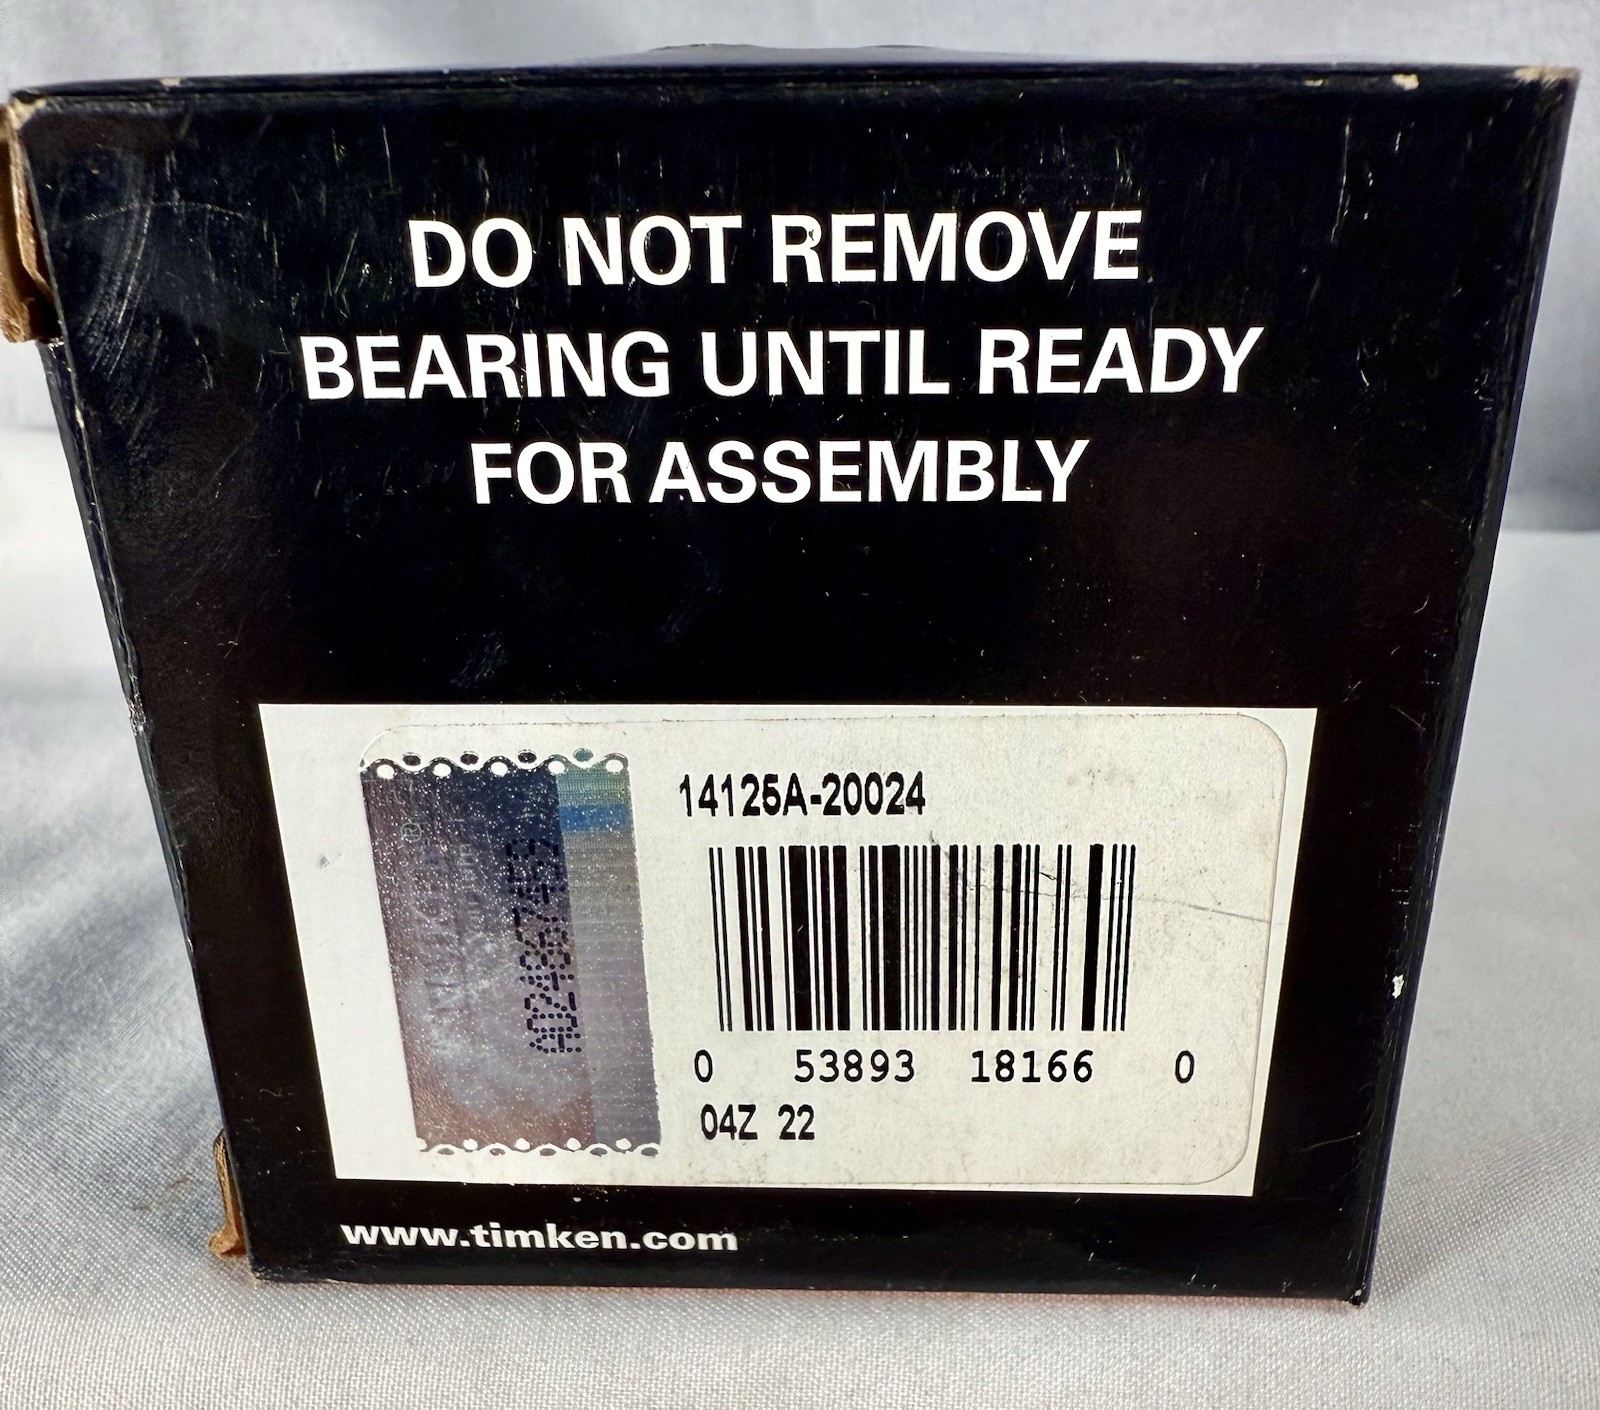 DO NOT REMOVE
BEARING UNTIL READY
FOR ASSEMBLY
14125A-20024
0 53893 18166 0
04Z 22
www.timken.com